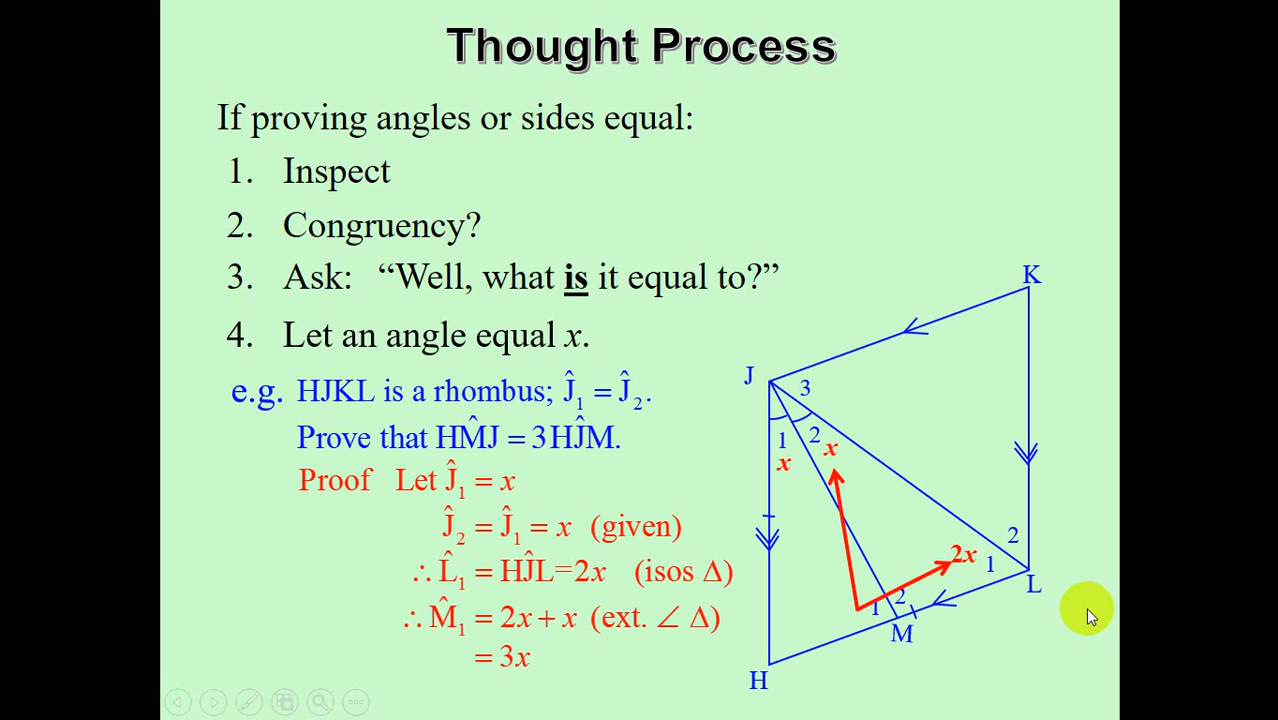 Thought Process
If proving angles or sides equal:
1. Inspect
2. Congruency?
3. Ask: “Well, what is it equal to?”
4. Let an angle equal x.
e.g. HJKL is a rhombus; Ĵ₁ = Ĵ₂.
Prove that HM̂J = 3HĴM.
Proof Let Ĵ₁ = x
Ĵ₂ = Ĵ₁ = x (given)
∴ L̂₁ = HĴL=2x (isos Δ)
∴ M̂₁ = 2x + x (ext. ∠ Δ)
= 3x
K
J
3
1
2
x
x
2
2x
1
L
2
1
M
H